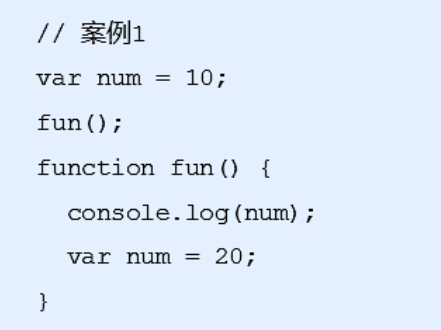 // 案例1
var num = 10;
fun();
function fun() {
  console.log(num);
  var num = 20;
}